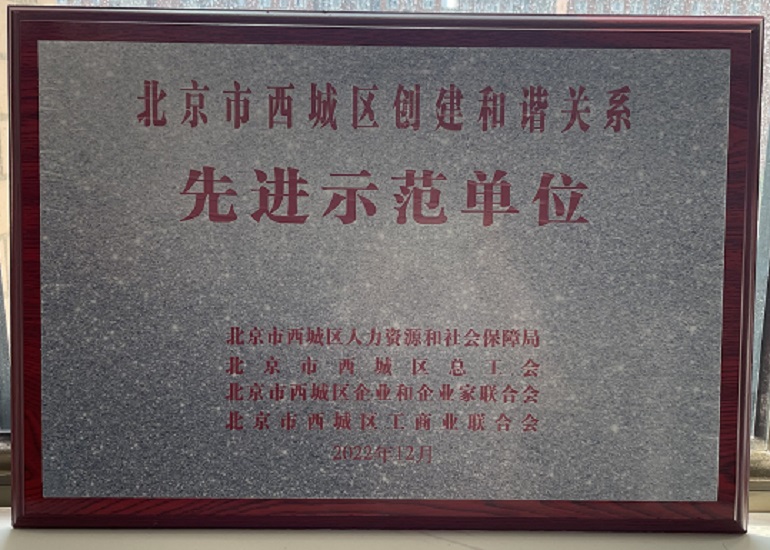 北京市西城区创建和谐关系
先进示范单位
北京市西城区人力资源和社会保障局
北京市西城区总工会
北京市西城区企业和企业家联合会
北京市西城区工商业联合会
2022年12月